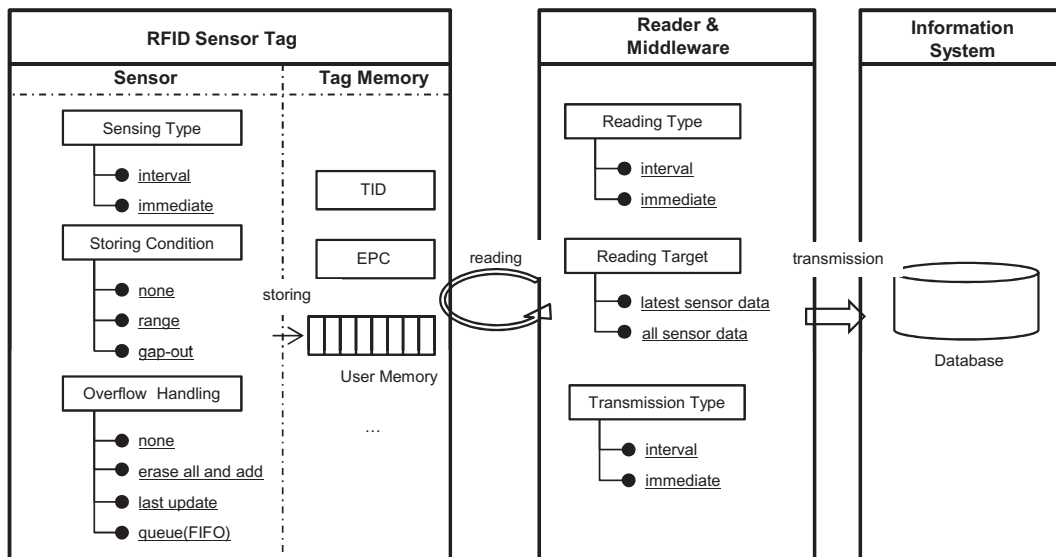 RFID Sensor Tag
Sensor
Tag Memory
Sensing Type
interval
immediate
Storing Condition
none
range
gap-out
Overflow Handling
none
erase all and add
last update
queue(FIFO)
storing
TID
EPC
User Memory
...
reading
Reader &
Middleware
Reading Type
interval
immediate
Reading Target
latest sensor data
all sensor data
Transmission Type
interval
immediate
transmission
Information
System
Database